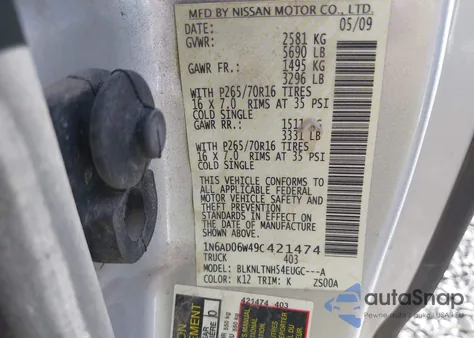 MFD BY NISSAN MOTOR CO., LTD.
DATE: 05/09
GVWR: 2581 KG
5690 LB
GAWR FR.: 1495 KG
3296 LB
WITH P265/70R16 TIRES
16 X 7.0 RIMS AT 35 PSI
COLD SINGLE
GAWR RR.: 1511
3331 LB
WITH P265/70R16 TIRES
16 X 7.0 RIMS AT 35 PSI
COLD SINGLE
THIS VEHICLE CONFORMS TO
ALL APPLICABLE FEDERAL
MOTOR VEHICLE SAFETY AND
THEFT PREVENTION STANDARDS
IN EFFECT ON THE DATE OF
MANUFACTURE SHOWN ABOVE.
1N6AD06W49C421474
TRUCK 403
MODEL: BLKNLTNH54EUGC---A
COLOR: K12 TRIM: K ZS00A
421474 403
autoSnap